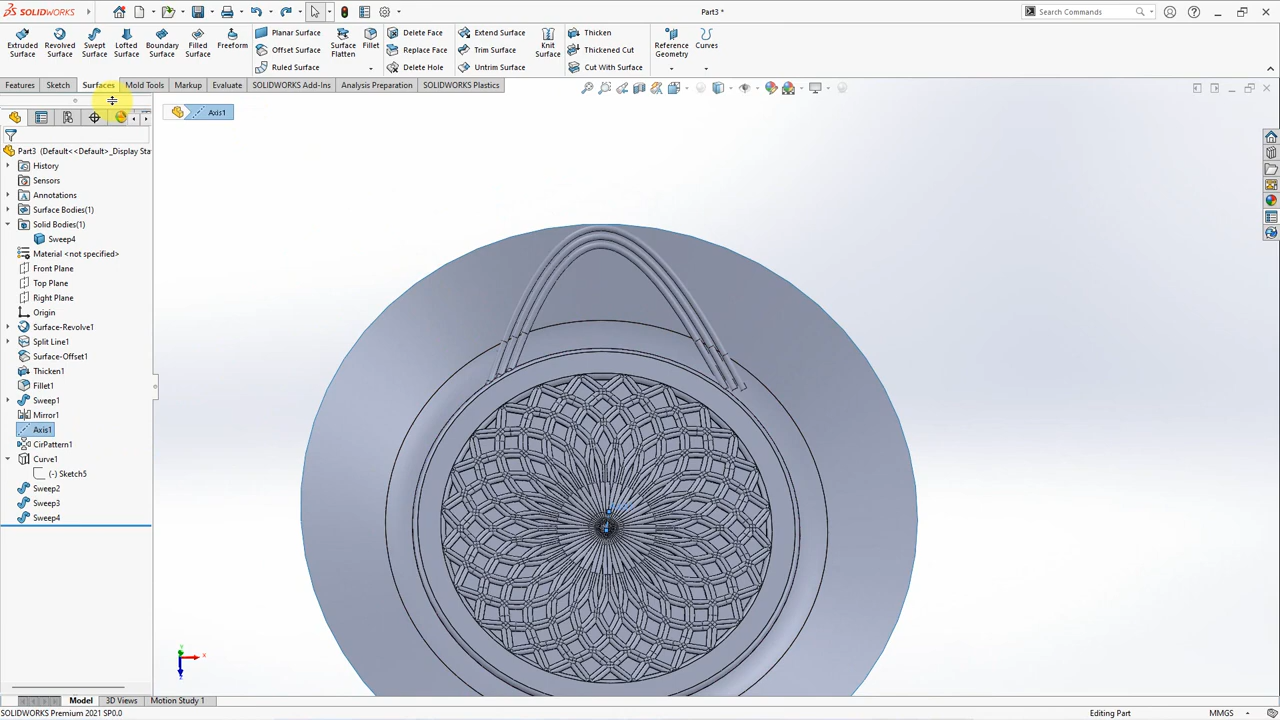 SOLIDWORKS
Part3 *
Search Commands
Extruded Surface
Revolved Surface
Swept Surface
Lofted Surface
Boundary Surface
Filled Surface
Freeform
Planar Surface
Offset Surface
Ruled Surface
Surface Flatten
Fillet
Delete Face
Replace Face
Delete Hole
Extend Surface
Trim Surface
Untrim Surface
Knit Surface
Thicken
Thickened Cut
Cut With Surface
Reference Geometry
Curves
Features
Sketch
Surfaces
Mold Tools
Markup
Evaluate
SOLIDWORKS Add-Ins
Analysis Preparation
SOLIDWORKS Plastics
Axis1
Part3 (Default<<Default>_Display Sta
History
Sensors
Annotations
Surface Bodies(1)
Solid Bodies(1)
Sweep4
Material <not specified>
Front Plane
Top Plane
Right Plane
Origin
Surface-Revolve1
Split Line1
Surface-Offset1
Thicken1
Fillet1
Sweep1
Mirror1
Axis1
CirPattern1
Curve1
(-) Sketch5
Sweep2
Sweep3
Sweep4
Model
3D Views
Motion Study 1
SOLIDWORKS Premium 2021 SP0.0
Editing Part
MMGS